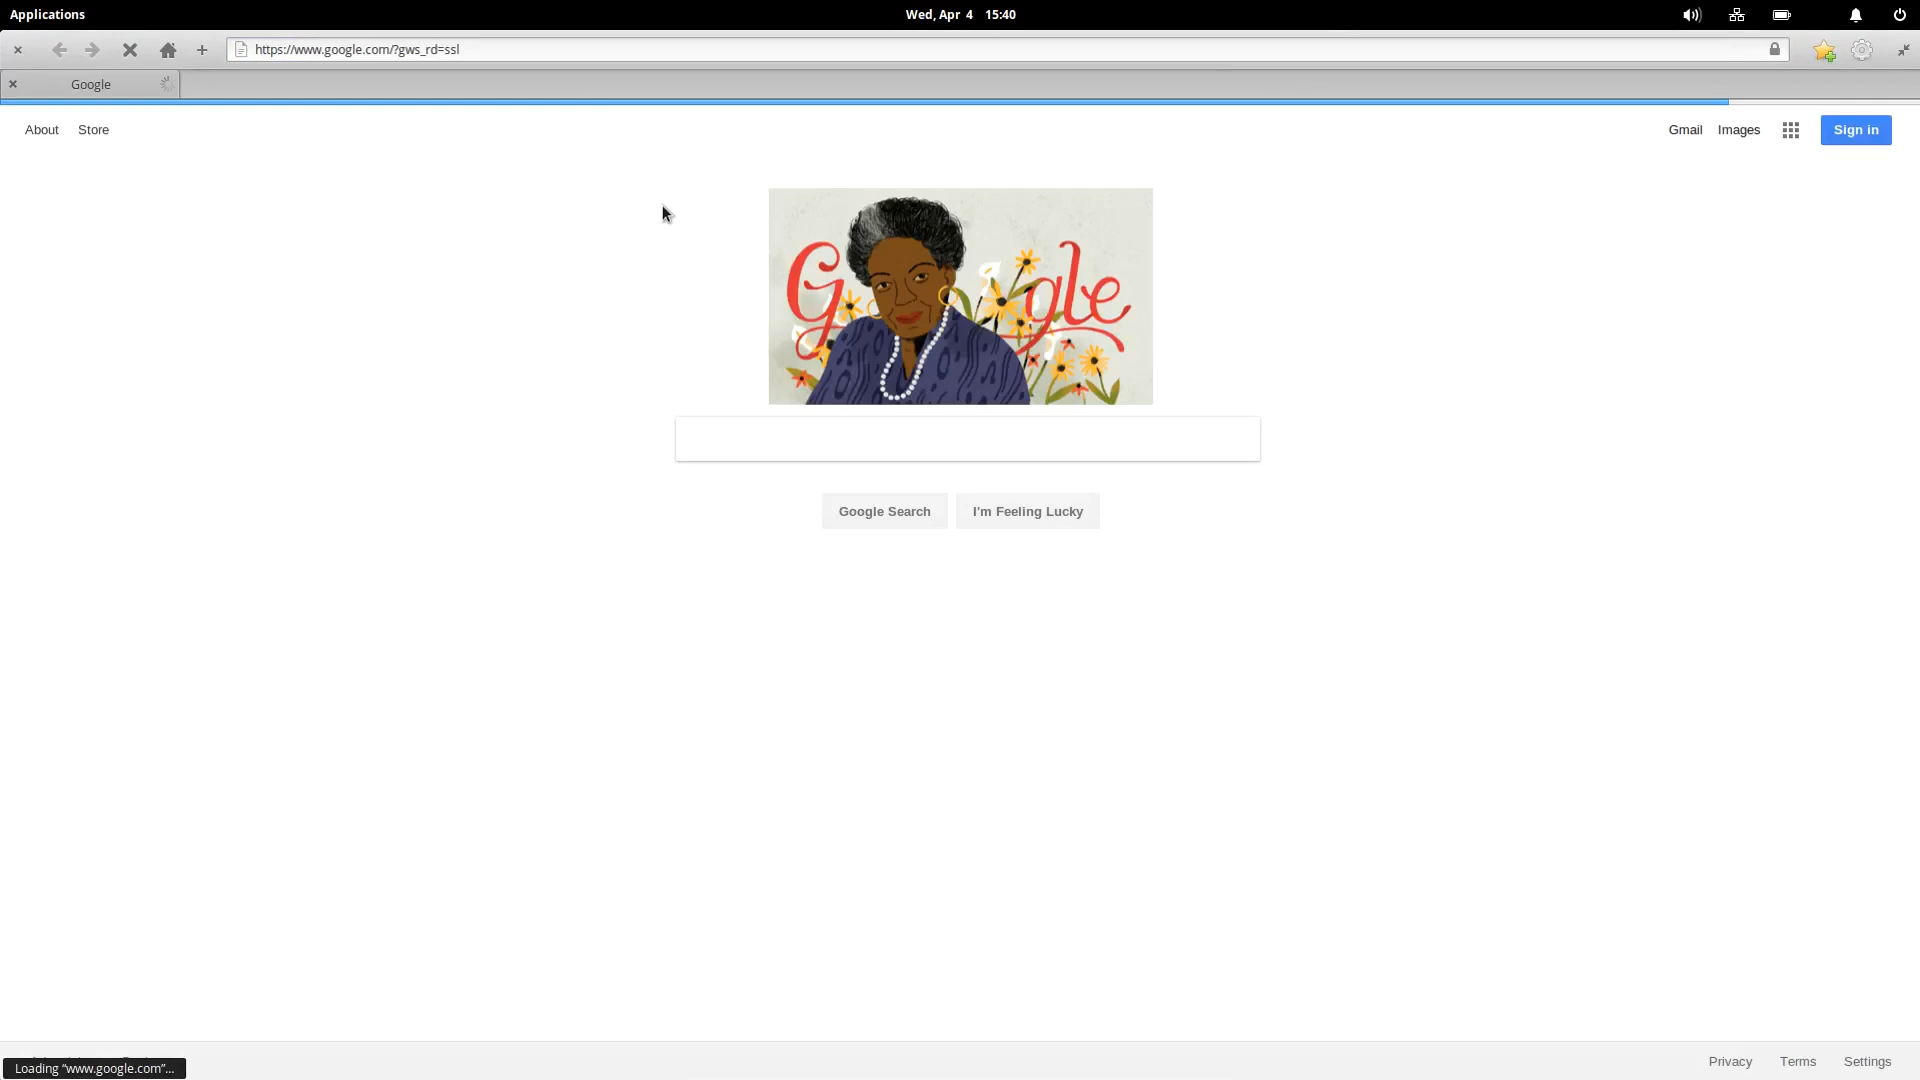 Applications
Wed, Apr 4 15:40
https://www.google.com/?gws_rd=ssl
Google
About Store
Gmail Images Sign in
G gle
Google Search I'm Feeling Lucky
Privacy Terms Settings
Loading “www.google.com”...